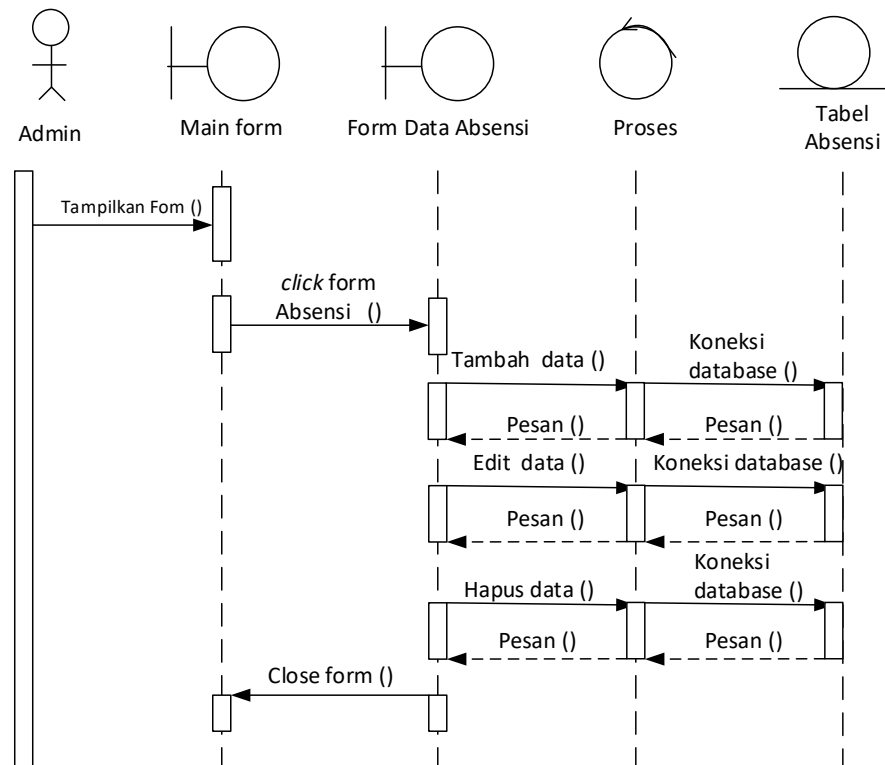 Admin
Main form
Form Data Absensi
Proses
Tabel
Absensi
Tampilkan Fom ()
click form
Absensi ()
Tambah data ()
Koneksi
database ()
Pesan ()
Pesan ()
Edit data ()
Koneksi database ()
Pesan ()
Pesan ()
Koneksi
database ()
Hapus data ()
Pesan ()
Pesan ()
Close form ()